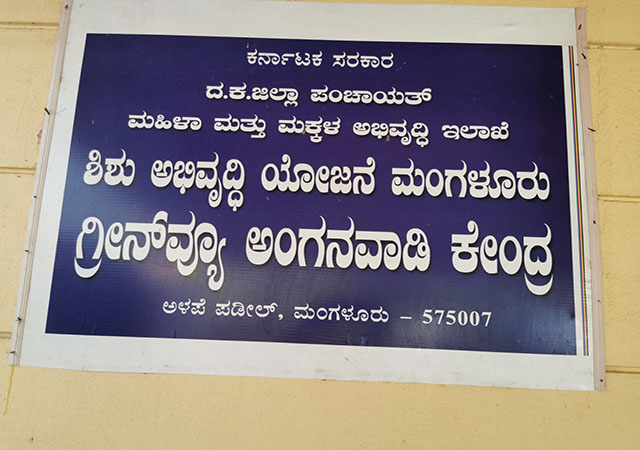 ಕರ್ನಾಟಕ ಸರಕಾರ
ದ.ಕ.ಜಿಲ್ಲಾ ಪಂಚಾಯತ್
ಮಹಿಳಾ ಮತ್ತು ಮಕ್ಕಳ ಅಭಿವೃದ್ಧಿ ಇಲಾಖೆ
ಶಿಶು ಅಭಿವೃದ್ಧಿ ಯೋಜನೆ ಮಂಗಳೂರು
ಗ್ರೀನ್‌ವ್ಯೂ ಅಂಗನವಾಡಿ ಕೇಂದ್ರ
ಅಳಪೆ ಪಡೀಲ್, ಮಂಗಳೂರು – 575007